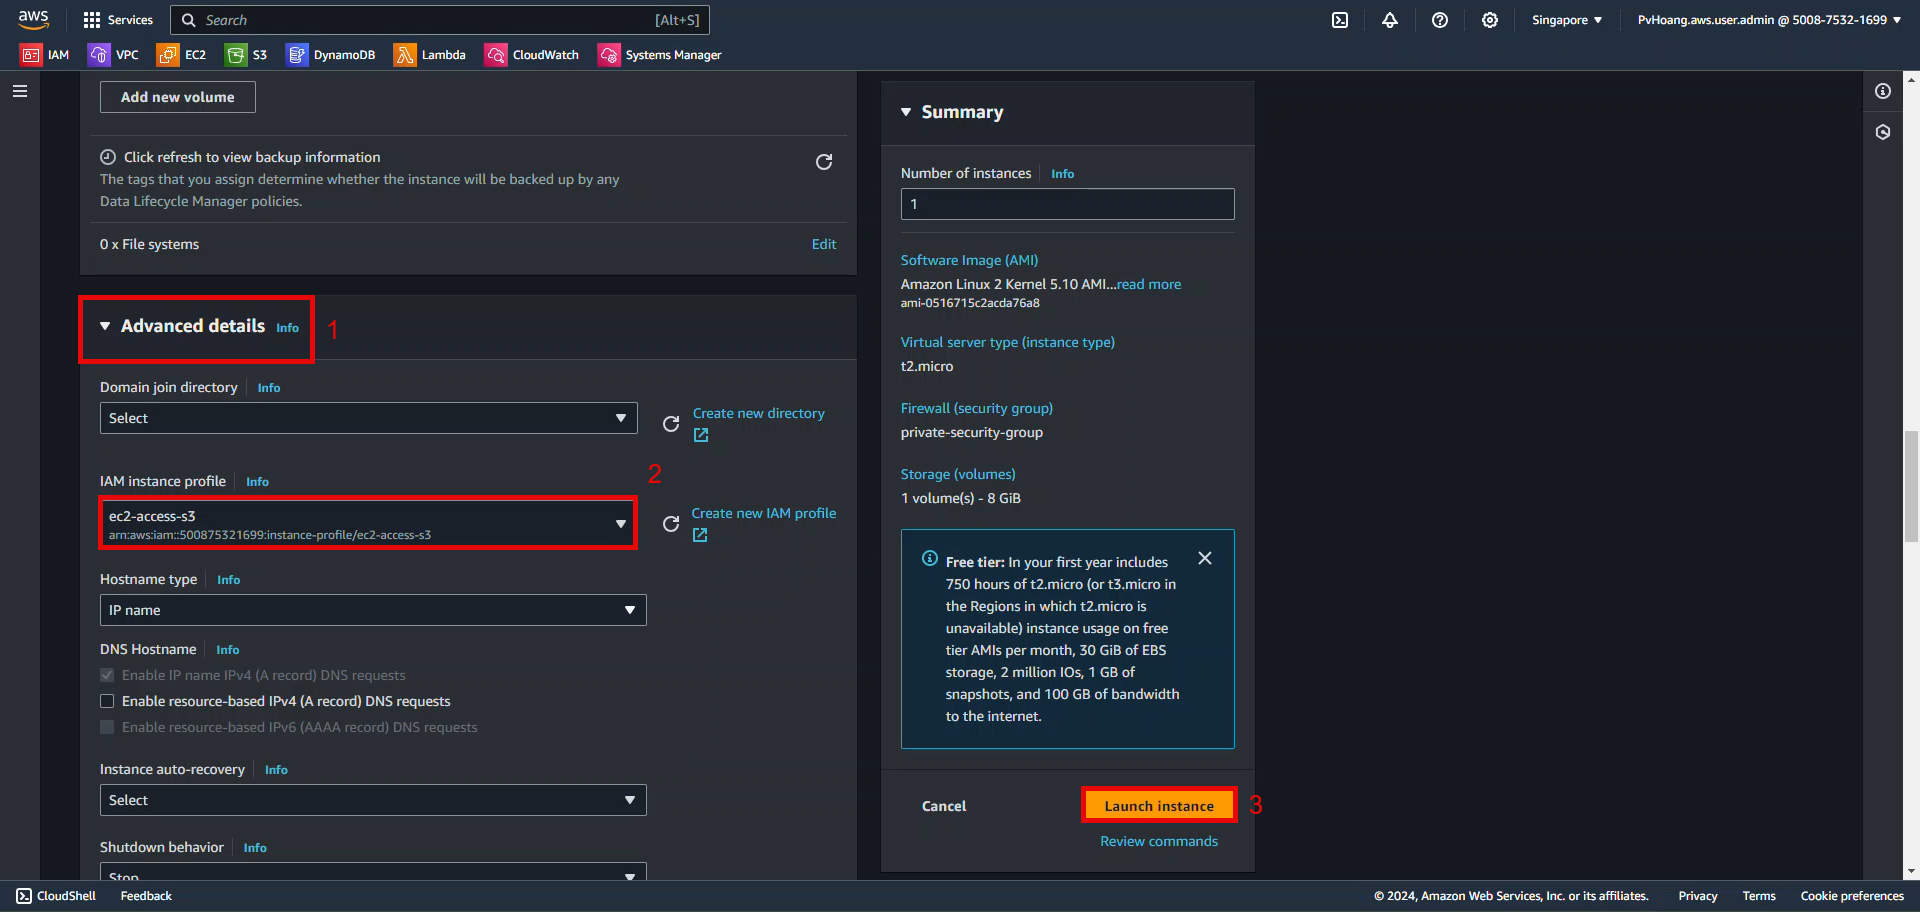 aws
Services
Search
[Alt+S]
Singapore
PvHoang.aws.user.admin @ 5008-7532-1699
IAM
VPC
EC2
S3
DynamoDB
Lambda
CloudWatch
Systems Manager
Add new volume
Click refresh to view backup information
The tags that you assign determine whether the instance will be backed up by any
Data Lifecycle Manager policies.
0 x File systems
Edit
Advanced details Info
1
Domain join directory
Info
Select
Create new directory
IAM instance profile
Info
2
ec2-access-s3
arn:aws:iam::500875321699:instance-profile/ec2-access-s3
Create new IAM profile
Hostname type
Info
IP name
DNS Hostname
Info
Enable IP name IPv4 (A record) DNS requests
Enable resource-based IPv4 (A record) DNS requests
Enable resource-based IPv6 (AAAA record) DNS requests
Instance auto-recovery
Info
Select
Shutdown behavior
Info
Stop
Summary
Number of instances
Info
1
Software Image (AMI)
Amazon Linux 2 Kernel 5.10 AMI...read more
ami-0516715c2acda76a8
Virtual server type (instance type)
t2.micro
Firewall (security group)
private-security-group
Storage (volumes)
1 volume(s) - 8 GiB
Free tier: In your first year includes
750 hours of t2.micro (or t3.micro in
the Regions in which t2.micro is
unavailable) instance usage on free
tier AMIs per month, 30 GiB of EBS
storage, 2 million IOs, 1 GB of
snapshots, and 100 GB of bandwidth
to the internet.
Cancel
Launch instance
3
Review commands
CloudShell
Feedback
© 2024, Amazon Web Services, Inc. or its affiliates.
Privacy
Terms
Cookie preferences